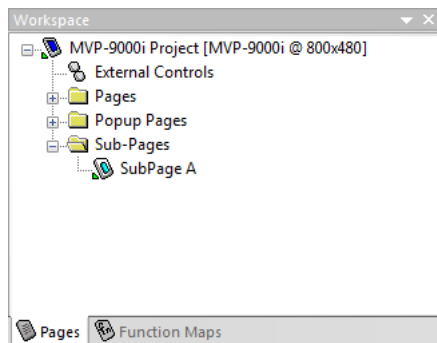 Workspace
MVP-9000i Project [MVP-9000i @ 800x480]
External Controls
Pages
Popup Pages
Sub-Pages
SubPage A
Pages Function Maps